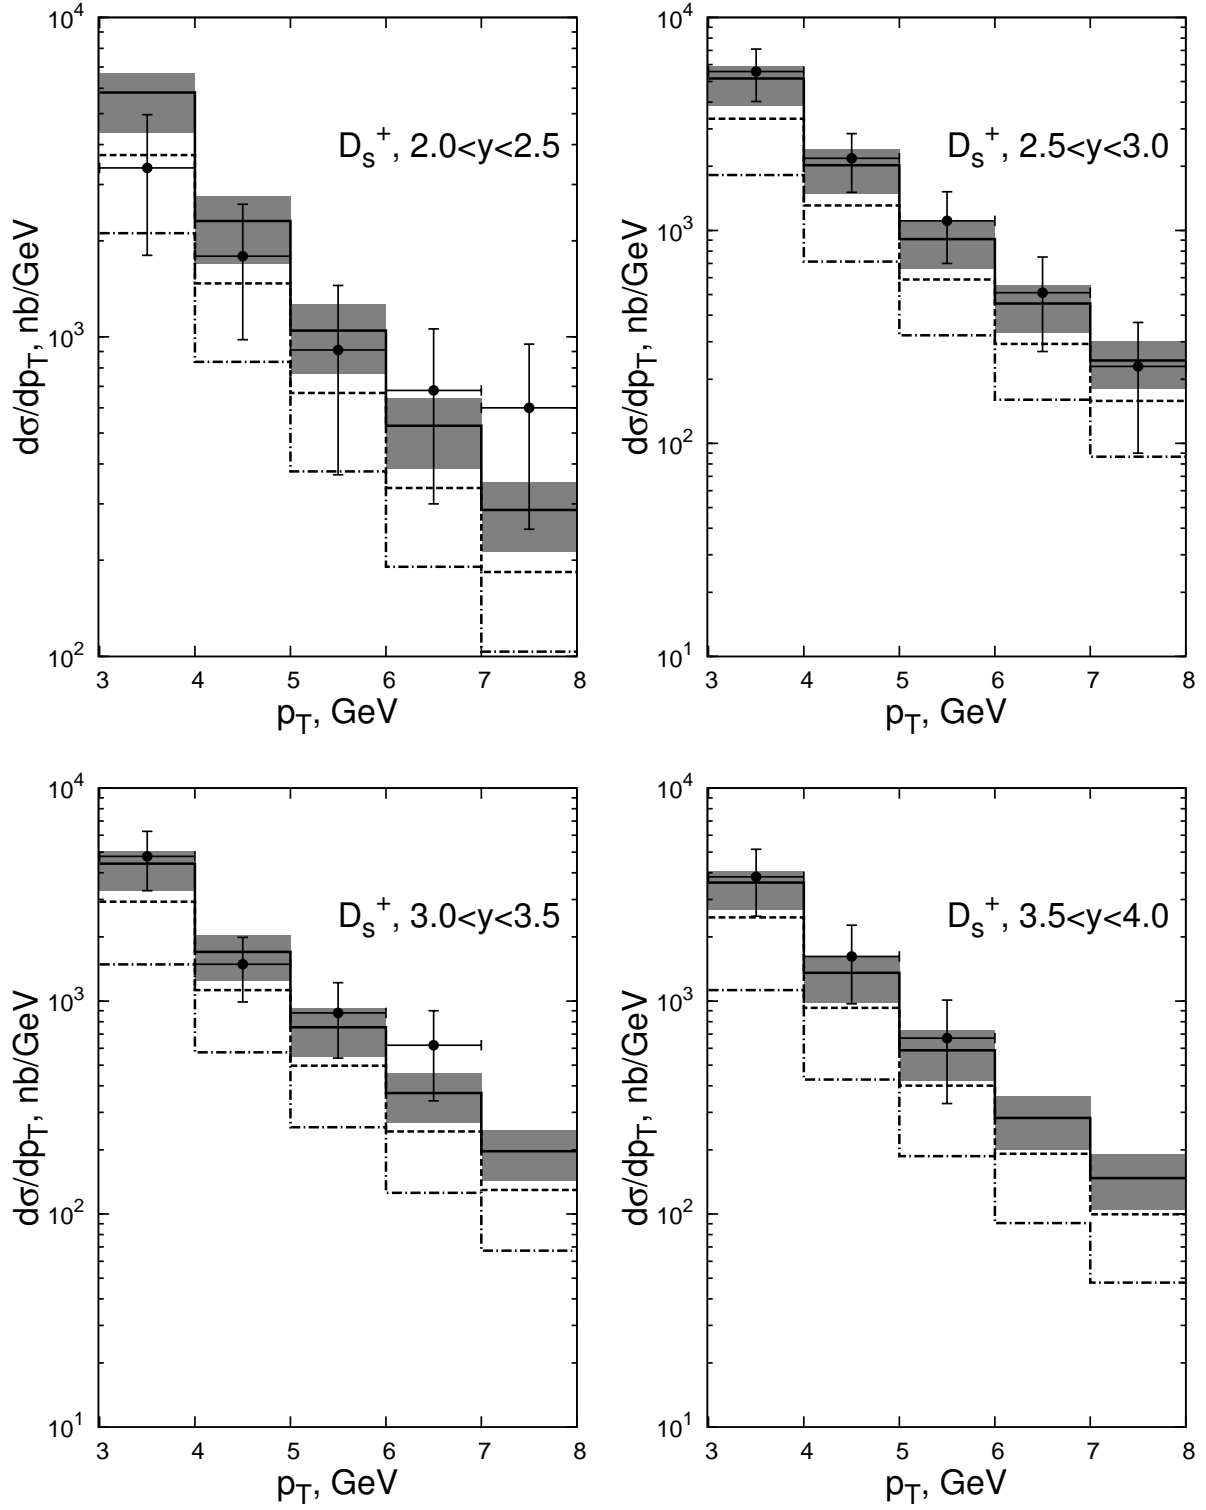 10^4
D_s^+, 2.0<y<2.5
dσ/dp_T, nb/GeV
10^3
10^2
3 4 5 6 7 8
p_T, GeV
10^4
D_s^+, 2.5<y<3.0
10^3
dσ/dp_T, nb/GeV
10^2
10^1
3 4 5 6 7 8
p_T, GeV
10^4
D_s^+, 3.0<y<3.5
10^3
dσ/dp_T, nb/GeV
10^2
10^1
3 4 5 6 7 8
p_T, GeV
10^4
D_s^+, 3.5<y<4.0
10^3
dσ/dp_T, nb/GeV
10^2
10^1
3 4 5 6 7 8
p_T, GeV